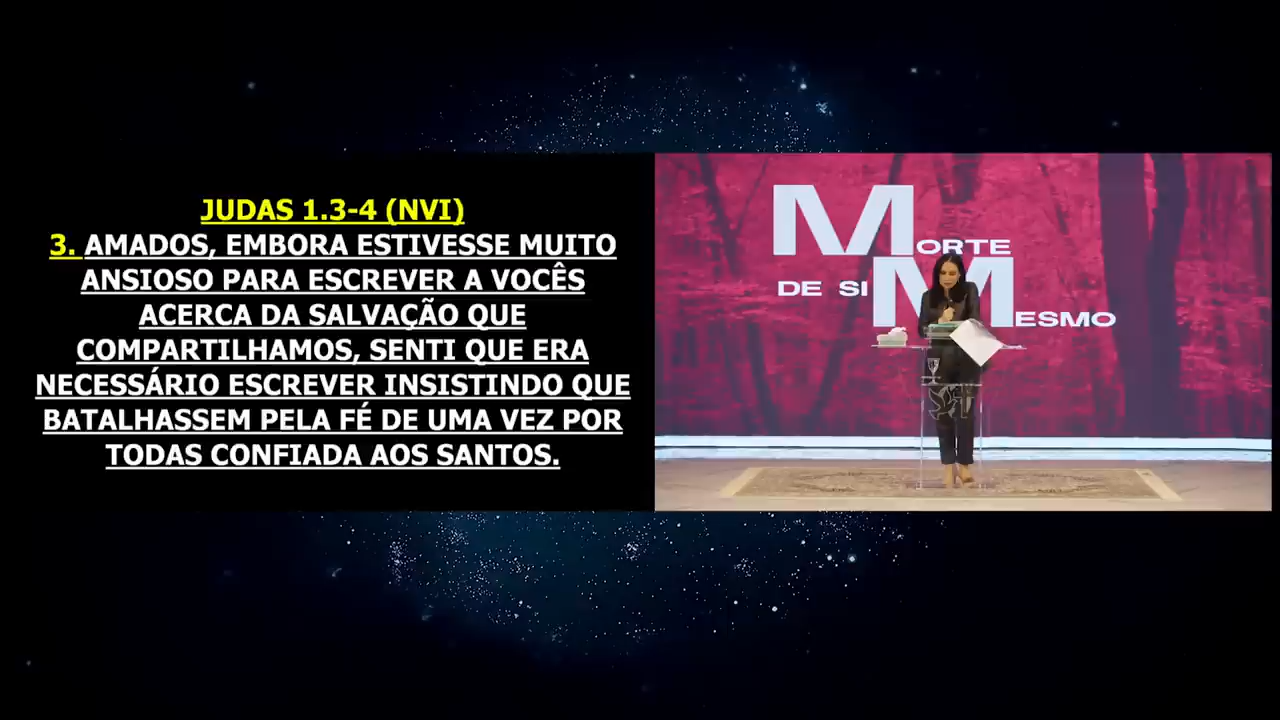 JUDAS 1.3-4 (NVI)
3. AMADOS, EMBORA ESTIVESSE MUITO
ANSIOSO PARA ESCREVER A VOCÊS
ACERCA DA SALVAÇÃO QUE
COMPARTILHAMOS, SENTI QUE ERA
NECESSÁRIO ESCREVER INSISTINDO QUE
BATALHASSEM PELA FÉ DE UMA VEZ POR
TODAS CONFIADA AOS SANTOS.
MORTE
DE SI MESMO